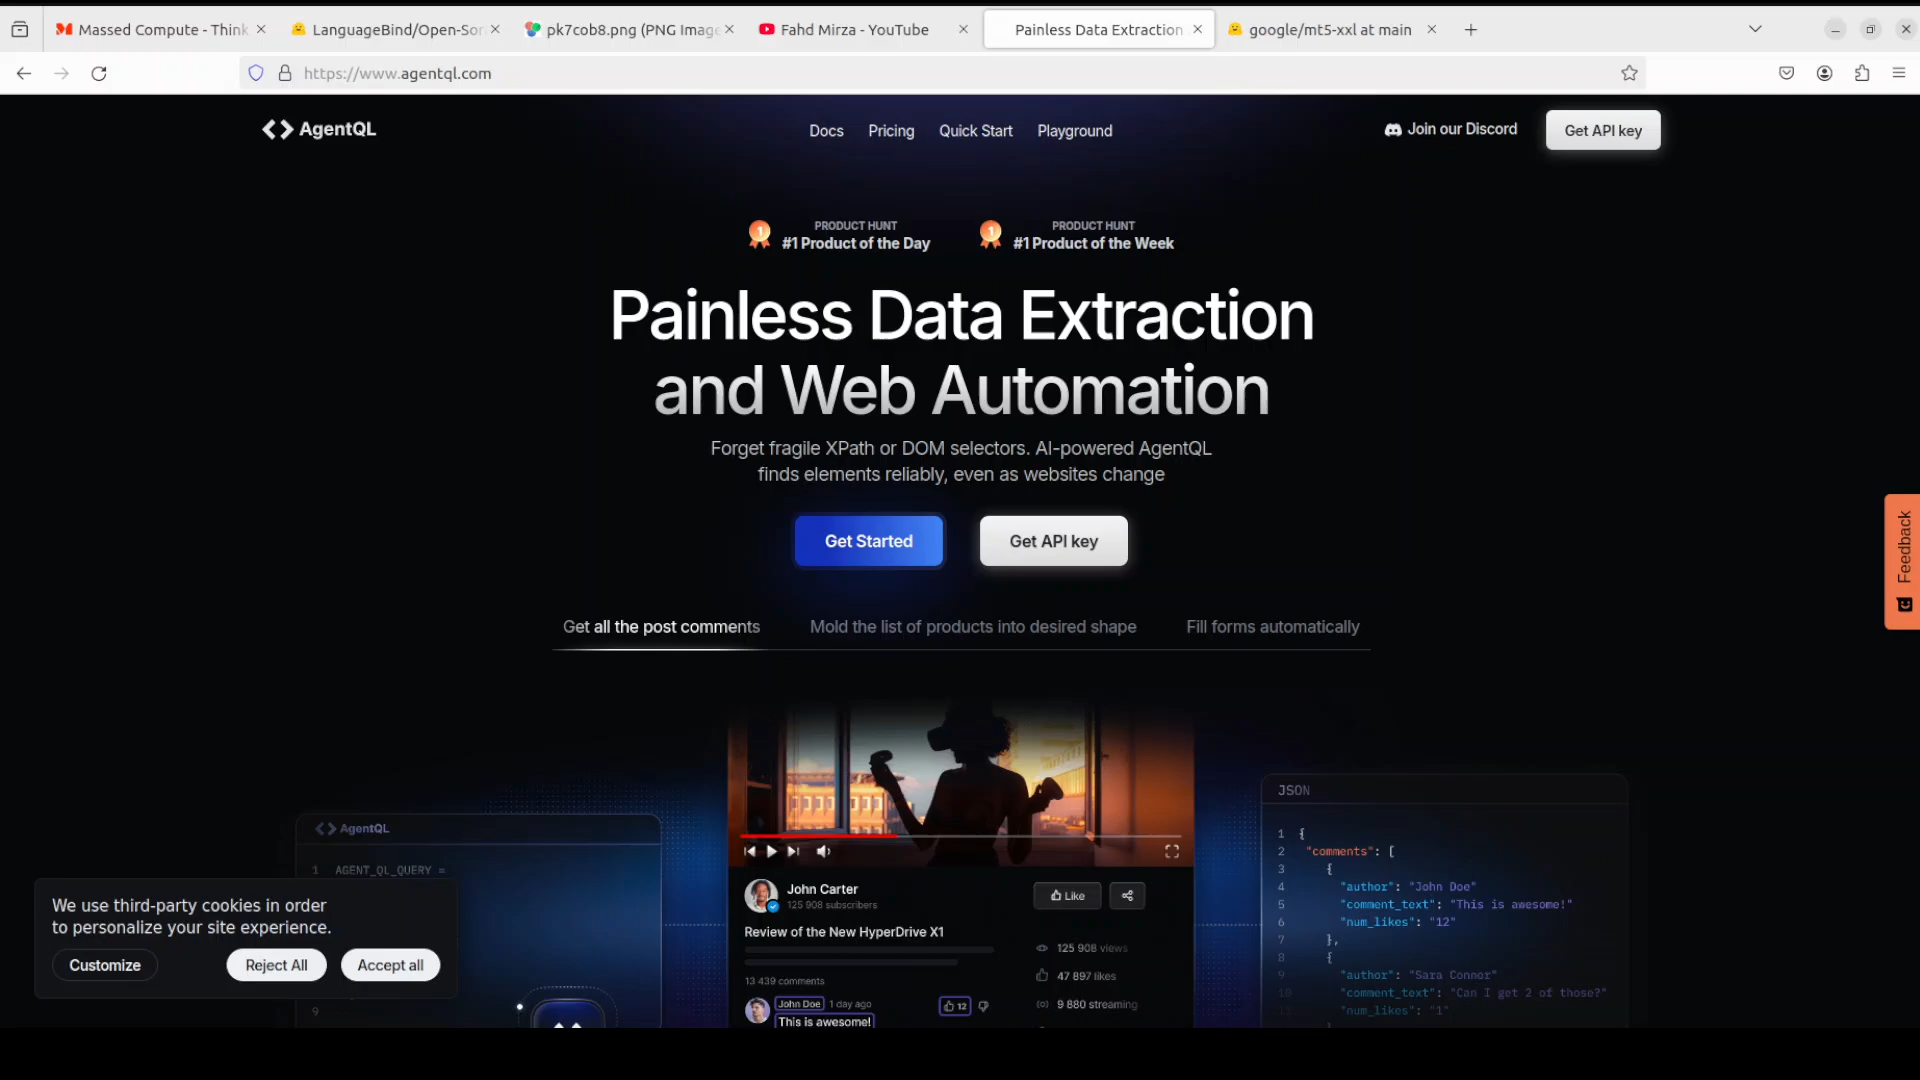 Massed Compute - Think
LanguageBind/Open-Sor
pk7cob8.png (PNG Image
Fahd Mirza - YouTube
Painless Data Extraction
google/mt5-xxl at main
https://www.agentql.com
AgentQL
Docs
Pricing
Quick Start
Playground
Join our Discord
Get API key
PRODUCT HUNT
#1 Product of the Day
PRODUCT HUNT
#1 Product of the Week
Painless Data Extraction
and Web Automation
Forget fragile XPath or DOM selectors. AI-powered AgentQL
finds elements reliably, even as websites change
Get Started
Get API key
Feedback
Get all the post comments
Mold the list of products into desired shape
Fill forms automatically
AgentQL
1 AGENT_QL_QUERY =
9
We use third-party cookies in order
to personalize your site experience.
Customize
Reject All
Accept all
John Carter
125 908 subscribers
Like
Review of the New HyperDrive X1
125 908 views
47 897 likes
9 880 streaming
13 439 comments
John Doe 1 day ago
12
This is awesome!
JSON
1 {
2 "comments": [
3 {
4 "author": "John Doe"
5 "comment_text": "This is awesome!"
6 "num_likes": "12"
7 },
8 {
9 "author": "Sara Connor"
10 "comment_text": "Can I get 2 of those?"
"num_likes": "1"